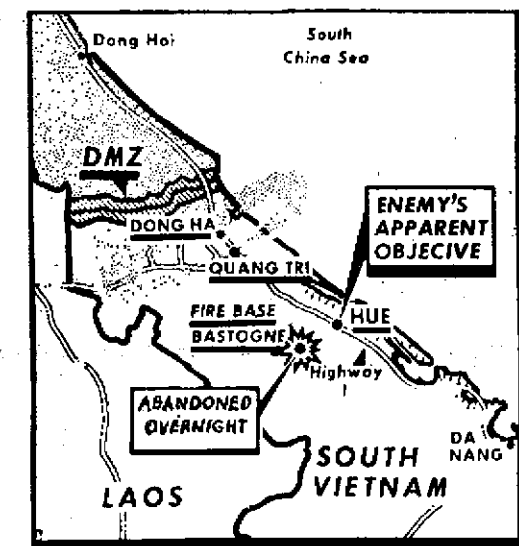 Dong Hoi
South
China Sea
DMZ
DONG HA
QUANG TRI
ENEMY'S
APPARENT
OBJECIVE
FIRE BASE
BASTOGNE
HUE
Highway
1
ABANDONED
OVERNIGHT
DA
NANG
SOUTH
VIETNAM
LAOS